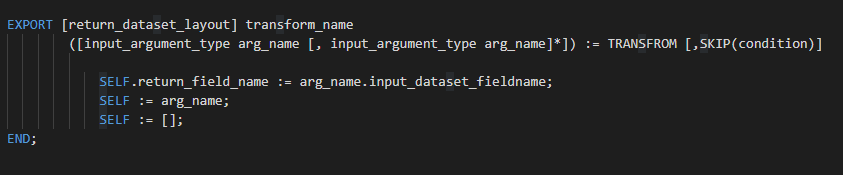 EXPORT [return_dataset_layout] transform_name
([input_argument_type arg_name [, input_argument_type arg_name]*]) := TRANSFROM [,SKIP(condition)]
SELF.return_field_name := arg_name.input_dataset_fieldname;
SELF := arg_name;
SELF := [];
END;